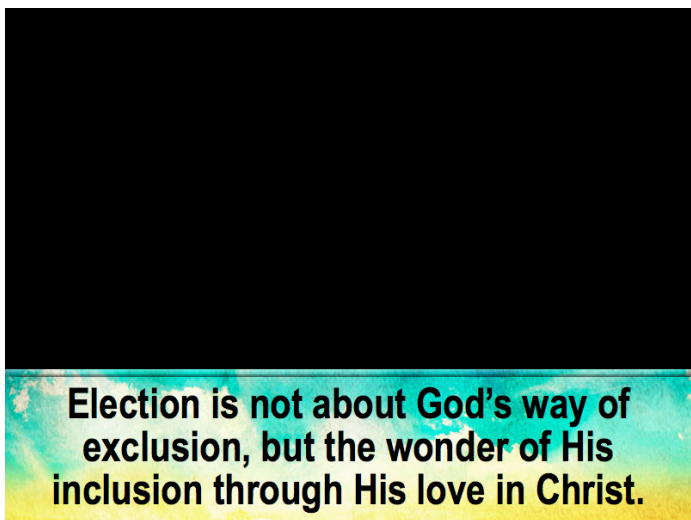 Election is not about God’s way of
exclusion, but the wonder of His
inclusion through His love in Christ.